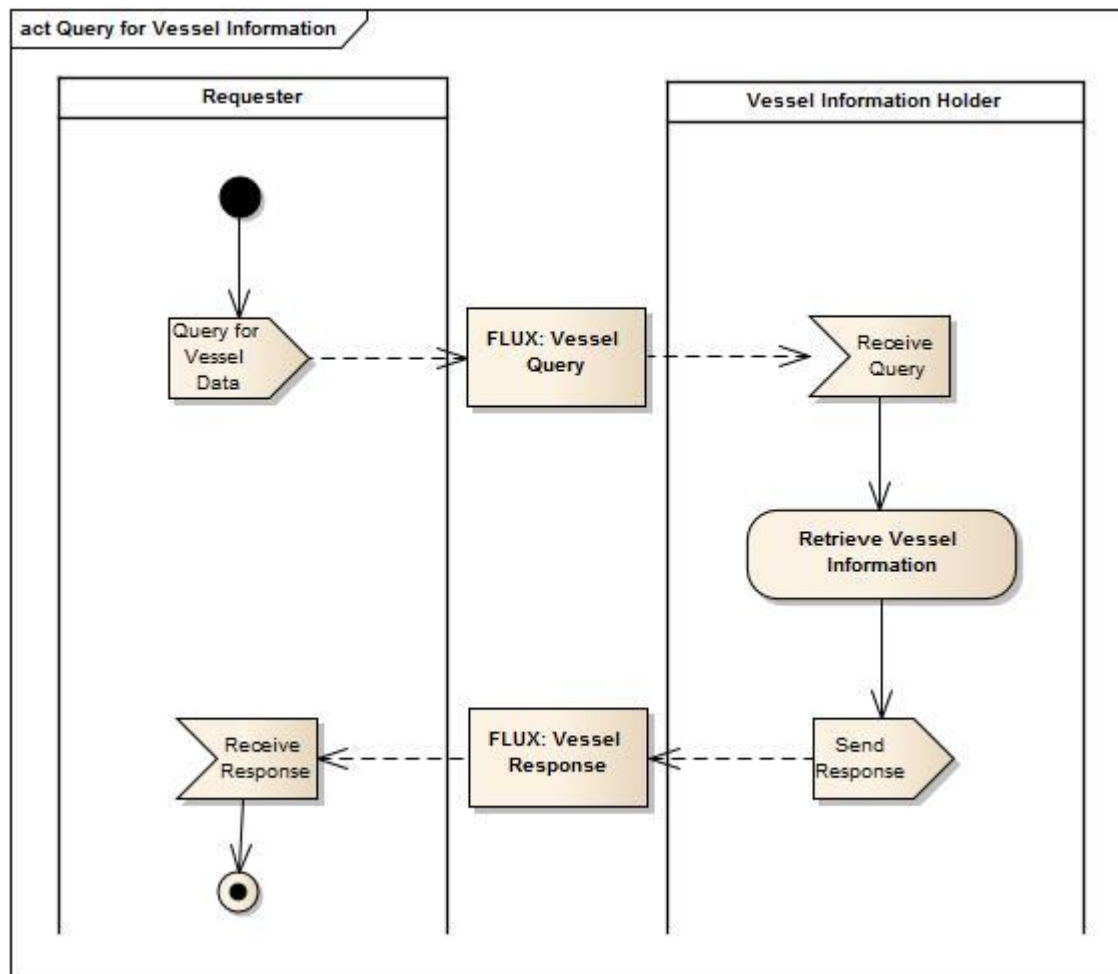 act Query for Vessel Information
Requester
Vessel Information Holder
Query for
Vessel
Data
FLUX: Vessel
Query
Receive
Query
Retrieve Vessel
Information
Receive
Response
FLUX: Vessel
Response
Send
Response